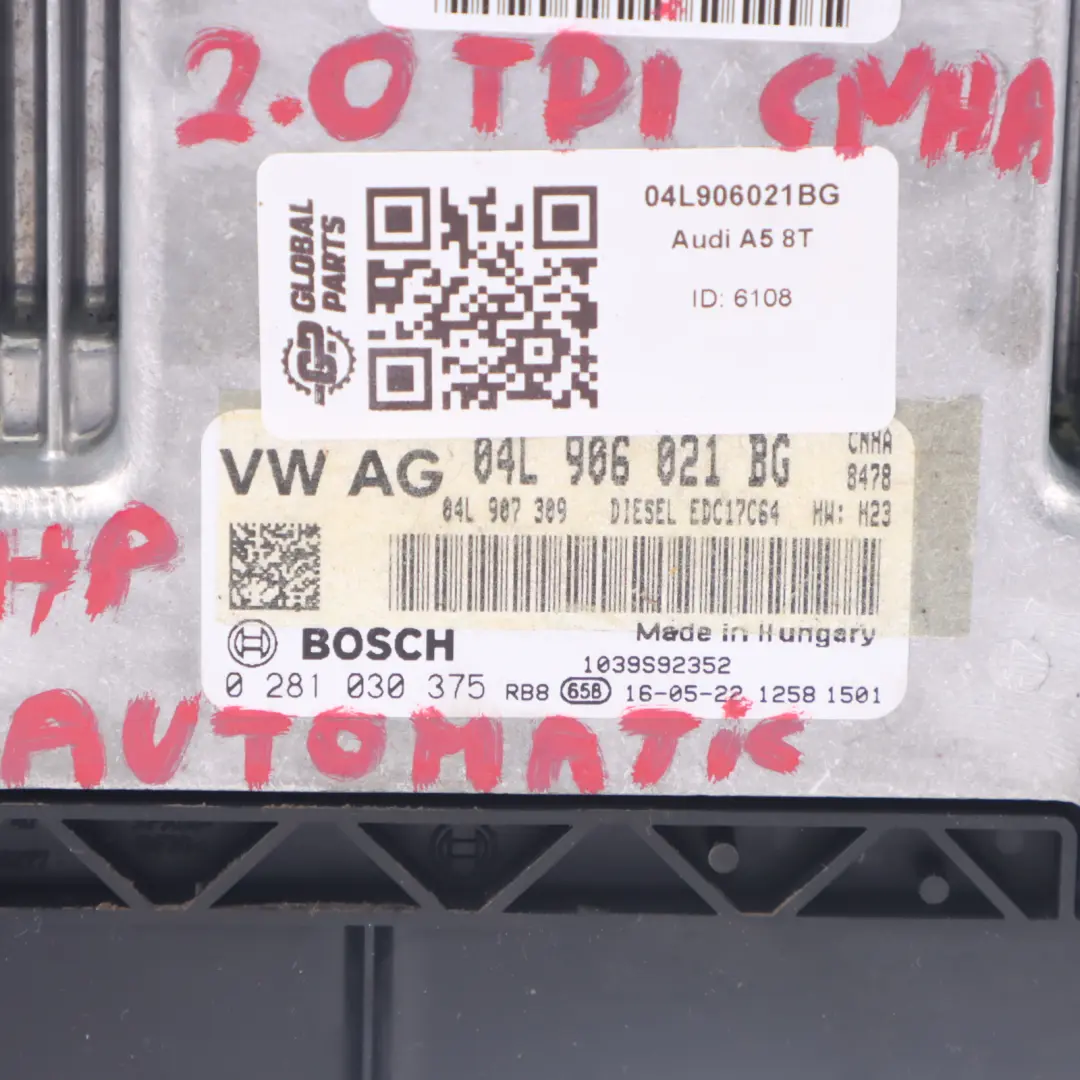 2.0 TDI CNHA
GLOBAL
PARTS
04L906021BG
Audi A5 8T
ID: 6108
VW AG 04L 906 021 BG CNHA
8478
04L 907 309 DIESEL EDC17C64 HW: H23
HP
BOSCH
Made in Hungary
1039S92352
0 281 030 375 RB8 658 16-05-22 1258 1501
AUTOMATIC